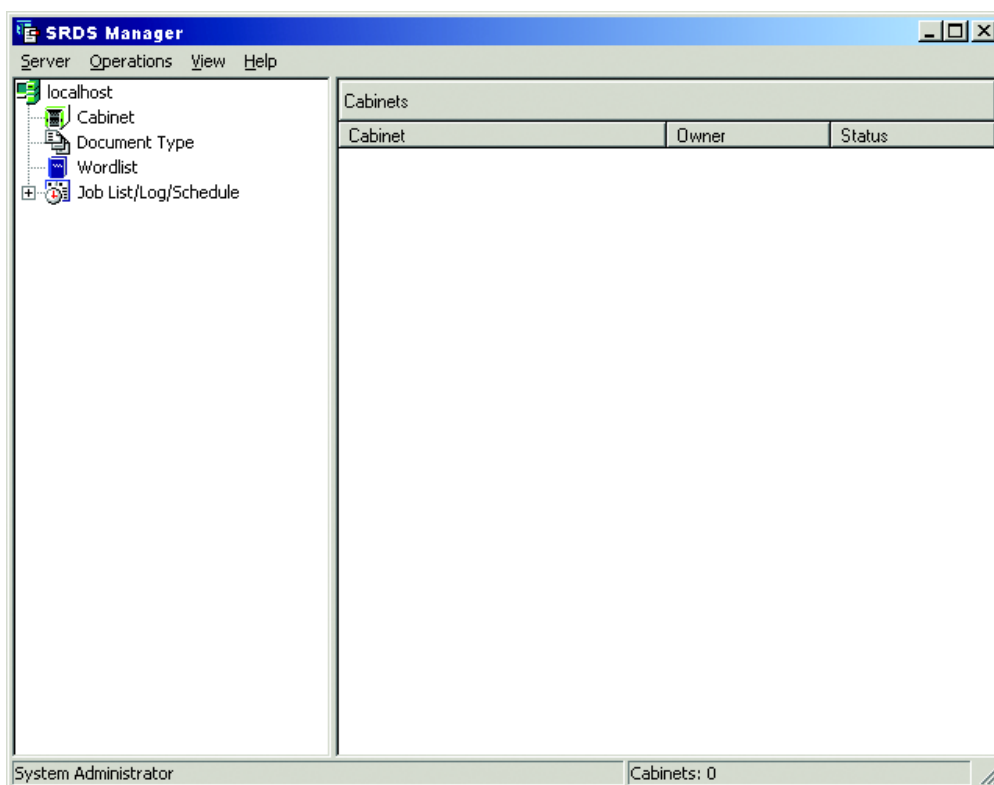 SRDS Manager
Server Operations View Help
localhost
Cabinet
Document Type
Wordlist
Job List/Log/Schedule
Cabinets
Cabinet Owner Status
System Administrator
Cabinets: 0